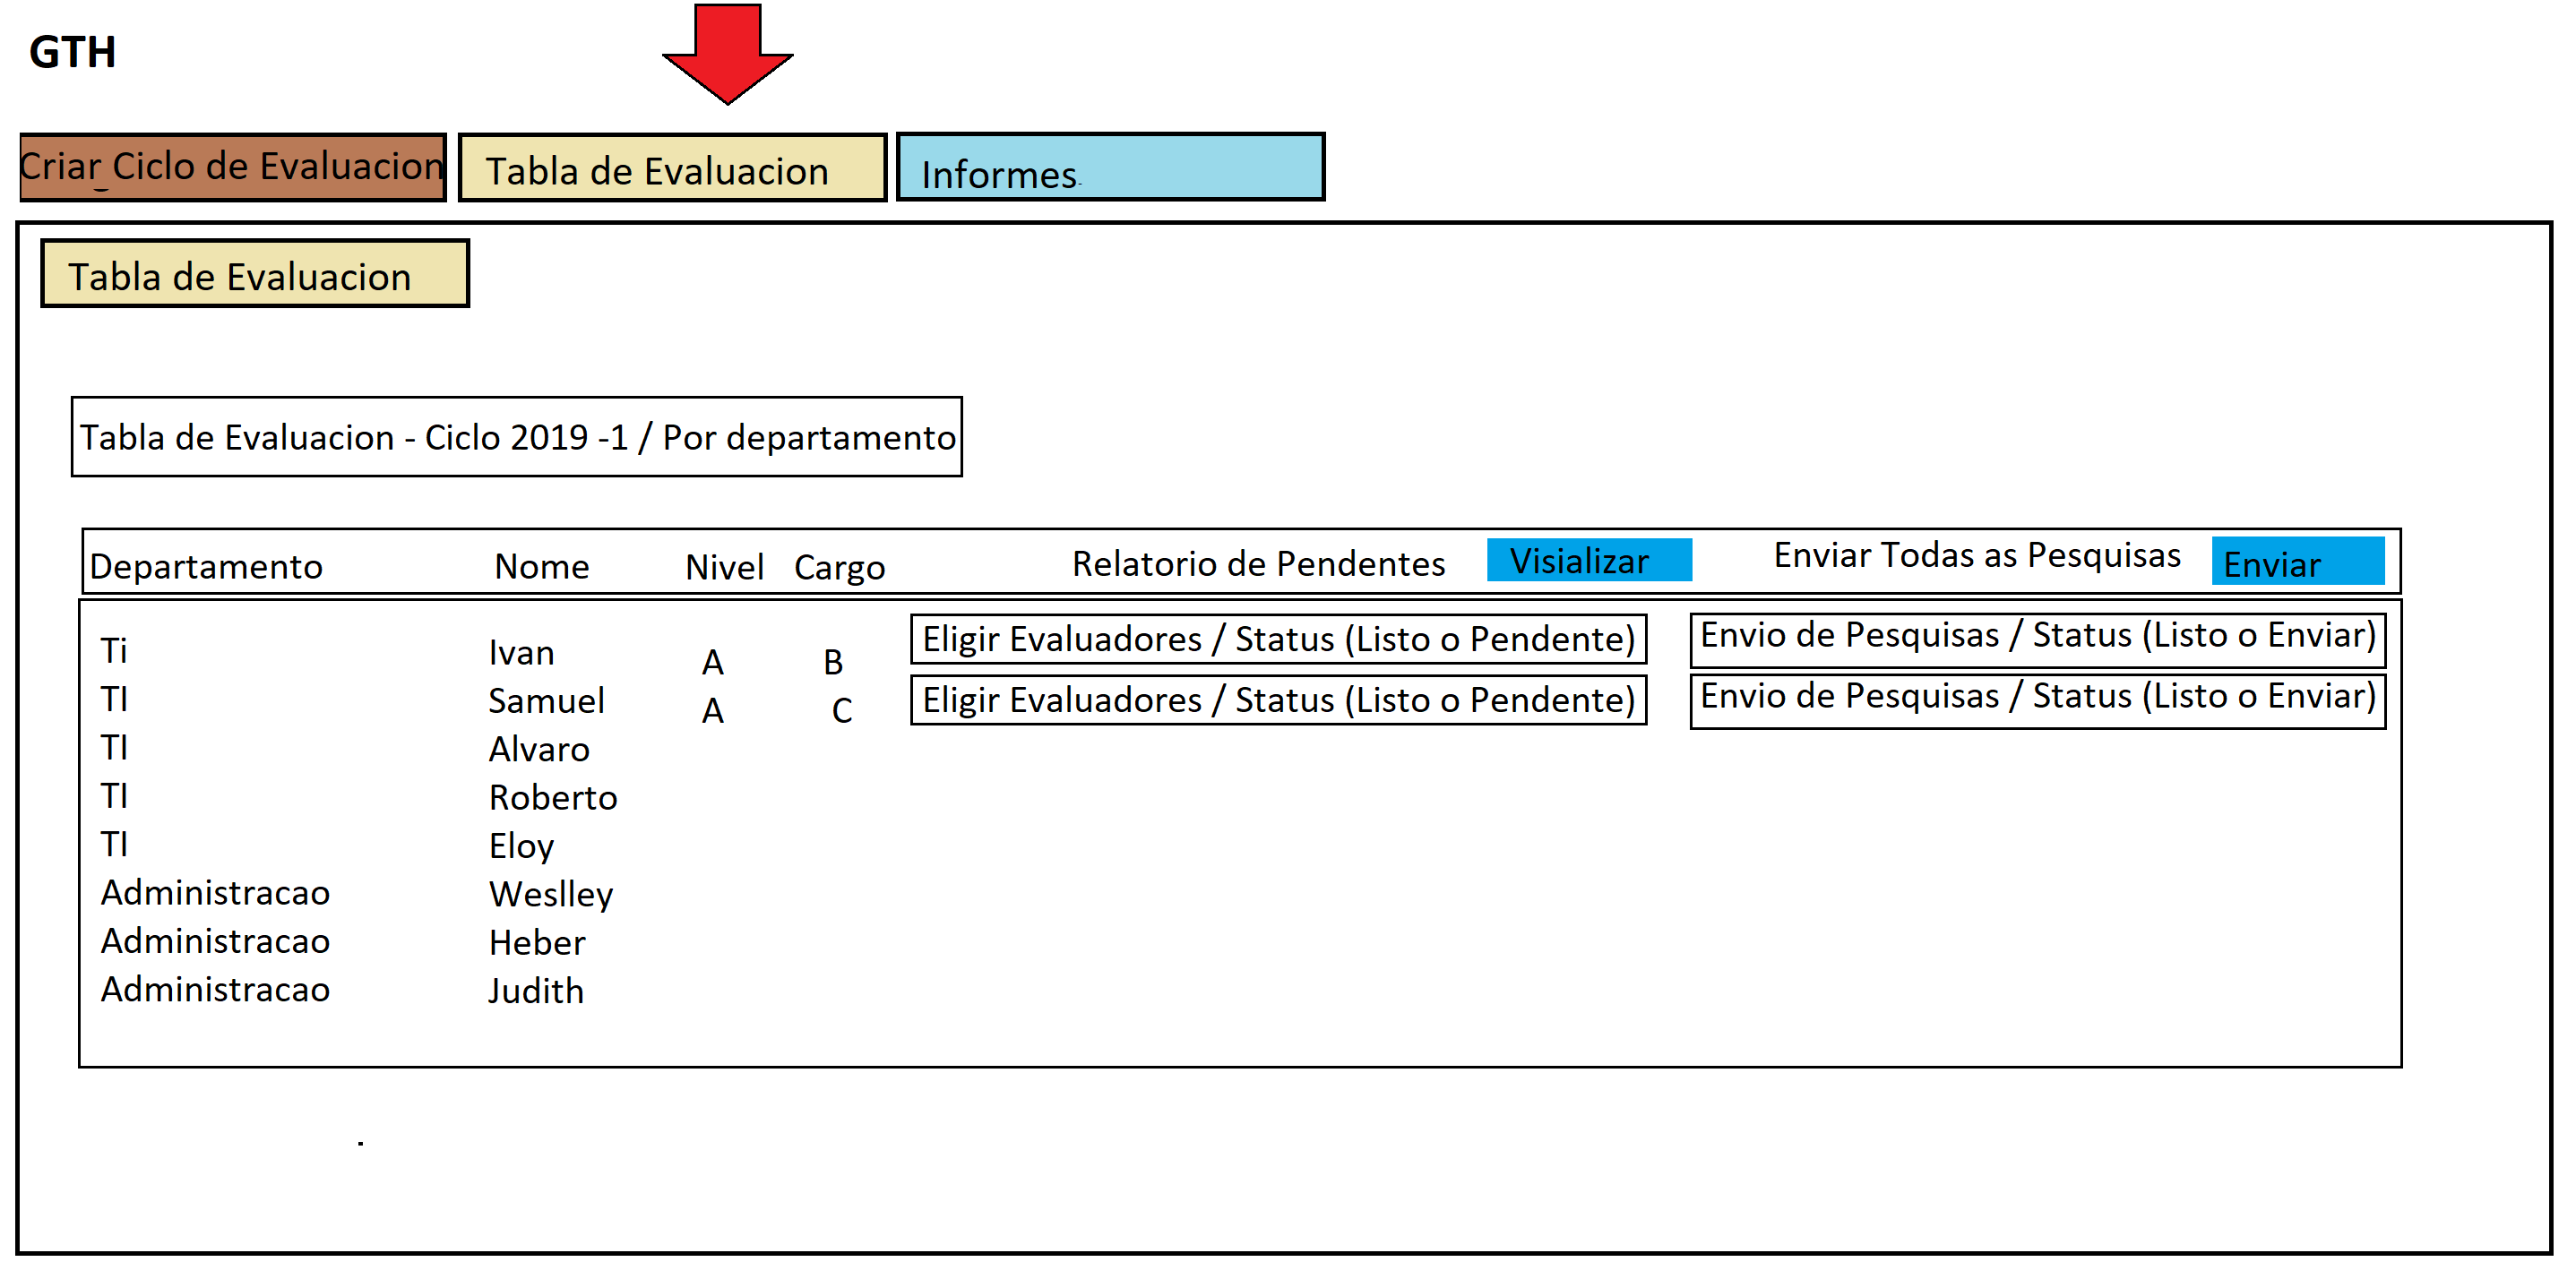 GTH
Criar Ciclo de Evaluacion
Tabla de Evaluacion
Informes
Tabla de Evaluacion
Tabla de Evaluacion - Ciclo 2019 -1 / Por departamento
Departamento Nome Nivel Cargo Relatorio de Pendentes Visializar Enviar Todas as Pesquisas Enviar
Ti Ivan A B Eligir Evaluadores / Status (Listo o Pendente) Envio de Pesquisas / Status (Listo o Enviar)
TI Samuel A C Eligir Evaluadores / Status (Listo o Pendente) Envio de Pesquisas / Status (Listo o Enviar)
TI Alvaro
TI Roberto
TI Eloy
Administracao Weslley
Administracao Heber
Administracao Judith